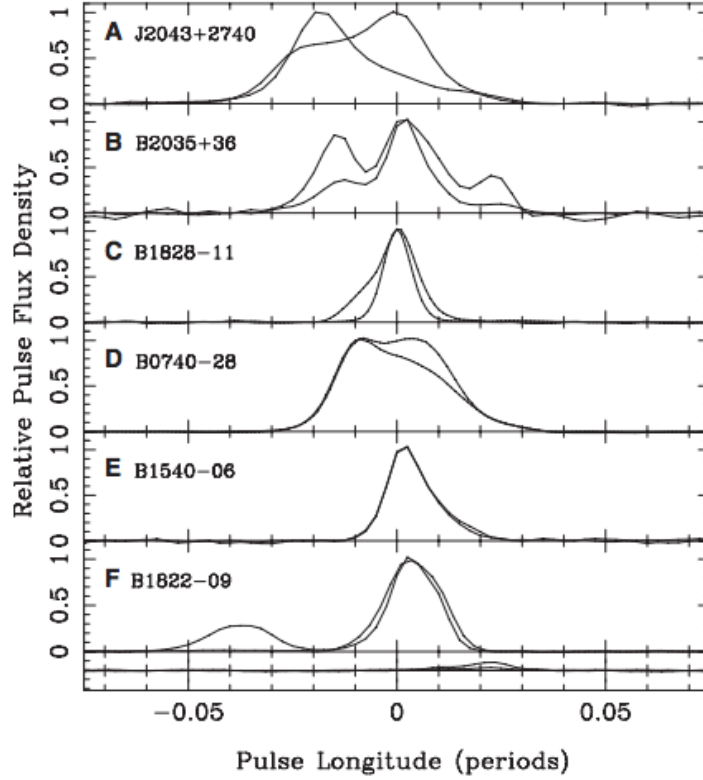 A J2043+2740
1
0.5
0
B B2035+36
1
0.5
0
C B1828−11
1
0.5
0
D B0740−28
1
0.5
0
E B1540−06
1
0.5
0
F B1822−09
1
0.5
0
Relative Pulse Flux Density
−0.05 0 0.05
Pulse Longitude (periods)